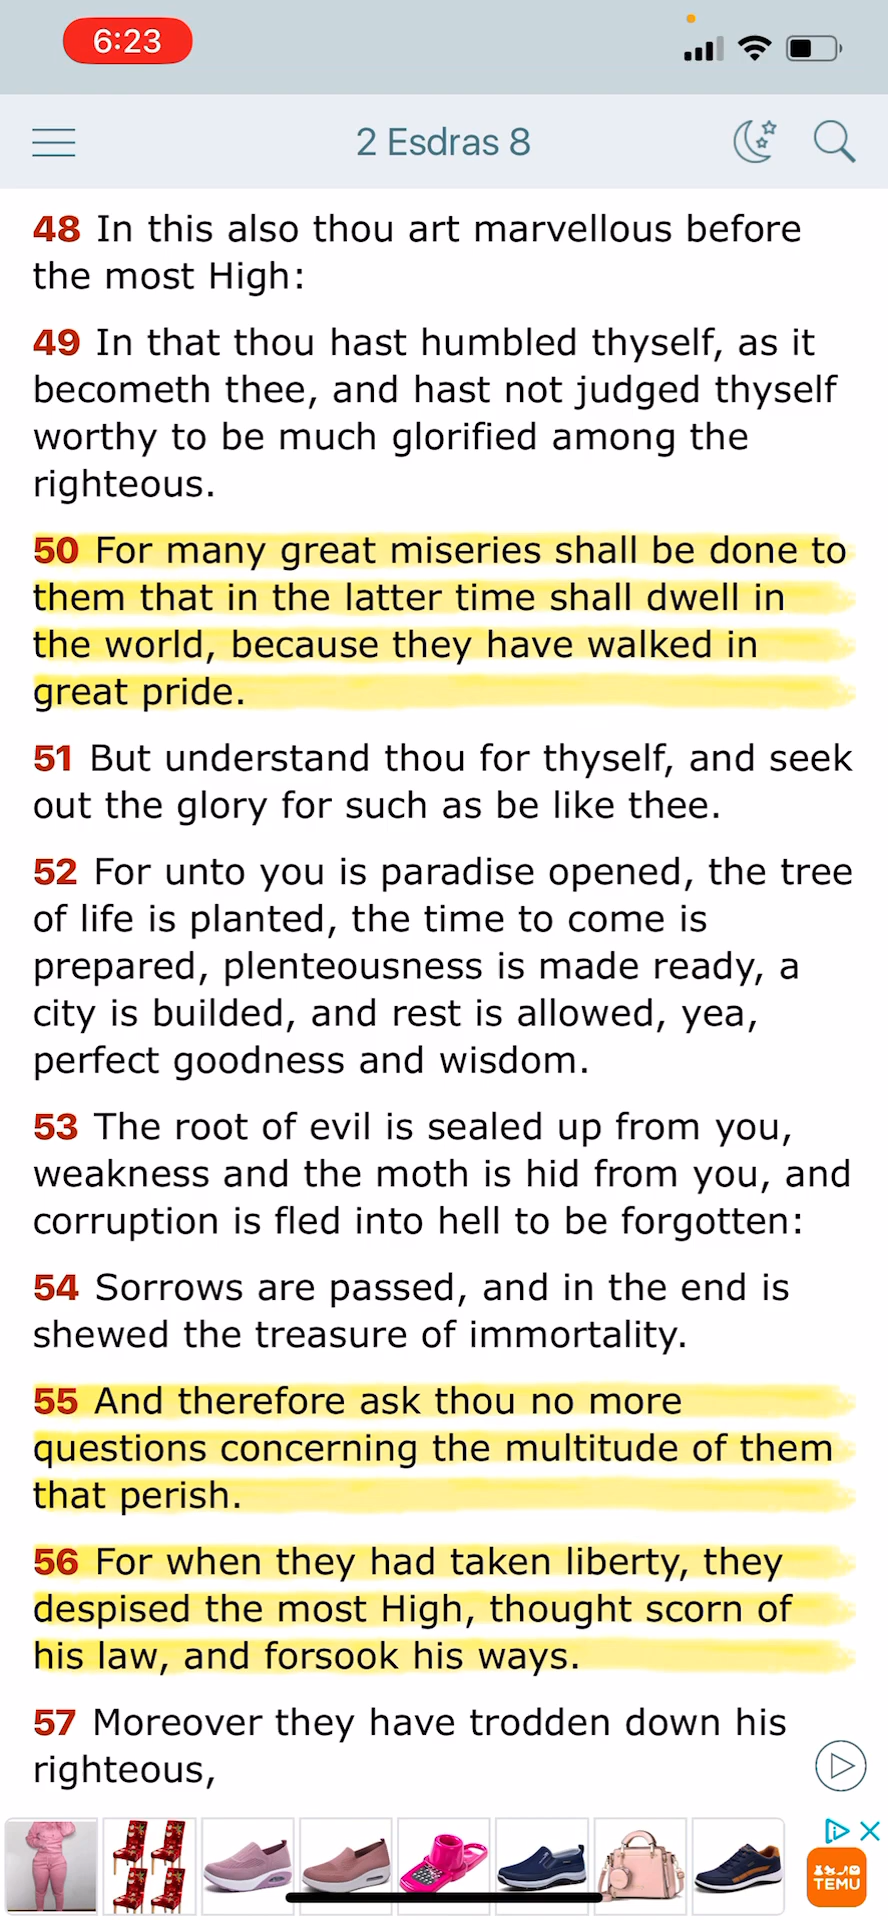 6:23
2 Esdras 8
48 In this also thou art marvellous before
the most High:
49 In that thou hast humbled thyself, as it
becometh thee, and hast not judged thyself
worthy to be much glorified among the
righteous.
50 For many great miseries shall be done to
them that in the latter time shall dwell in
the world, because they have walked in
great pride.
51 But understand thou for thyself, and seek
out the glory for such as be like thee.
52 For unto you is paradise opened, the tree
of life is planted, the time to come is
prepared, plenteousness is made ready, a
city is builded, and rest is allowed, yea,
perfect goodness and wisdom.
53 The root of evil is sealed up from you,
weakness and the moth is hid from you, and
corruption is fled into hell to be forgotten:
54 Sorrows are passed, and in the end is
shewed the treasure of immortality.
55 And therefore ask thou no more
questions concerning the multitude of them
that perish.
56 For when they had taken liberty, they
despised the most High, thought scorn of
his law, and forsook his ways.
57 Moreover they have trodden down his
righteous,
TEMU